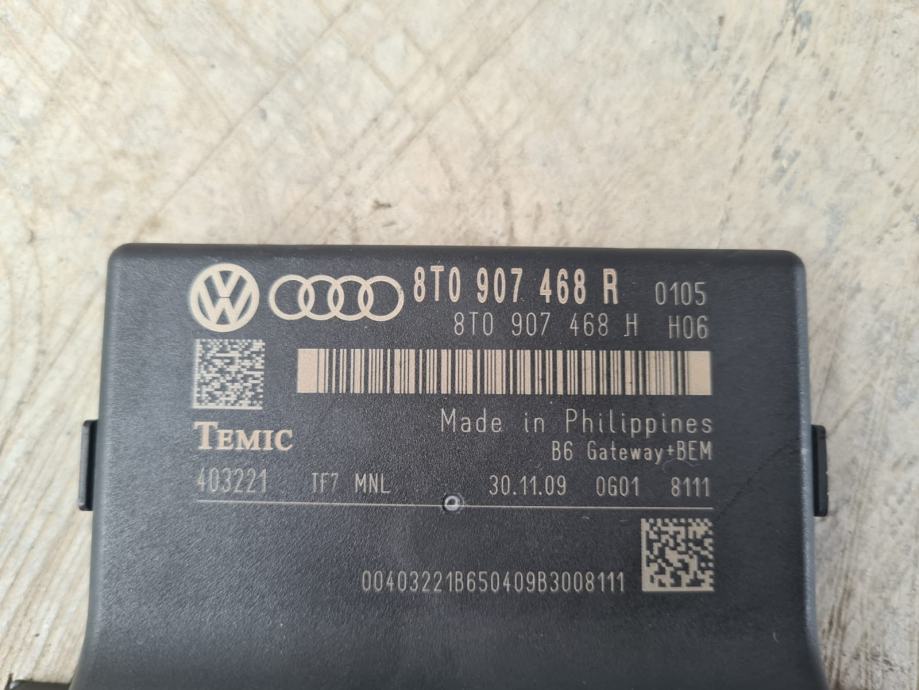 8T0 907 468 R 0105
8T0 907 468 H H06
Made in Philippines
TEMIC
B6 Gateway+BEM
403221 TF7 MNL 30.11.09 0G01 8111
00403221B650409B3008111